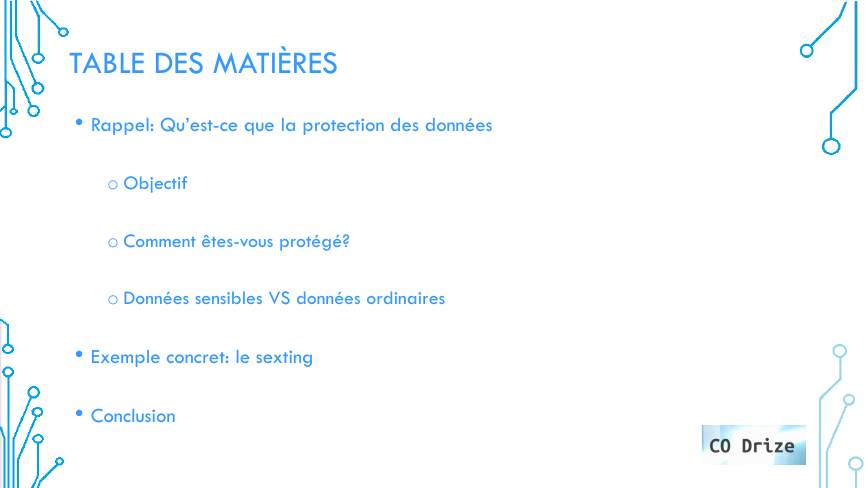 TABLE DES MATIÈRES
• Rappel: Qu'est-ce que la protection des données
o Objectif
o Comment êtes-vous protégé?
o Données sensibles VS données ordinaires
• Exemple concret: le sexting
• Conclusion
CO Drize